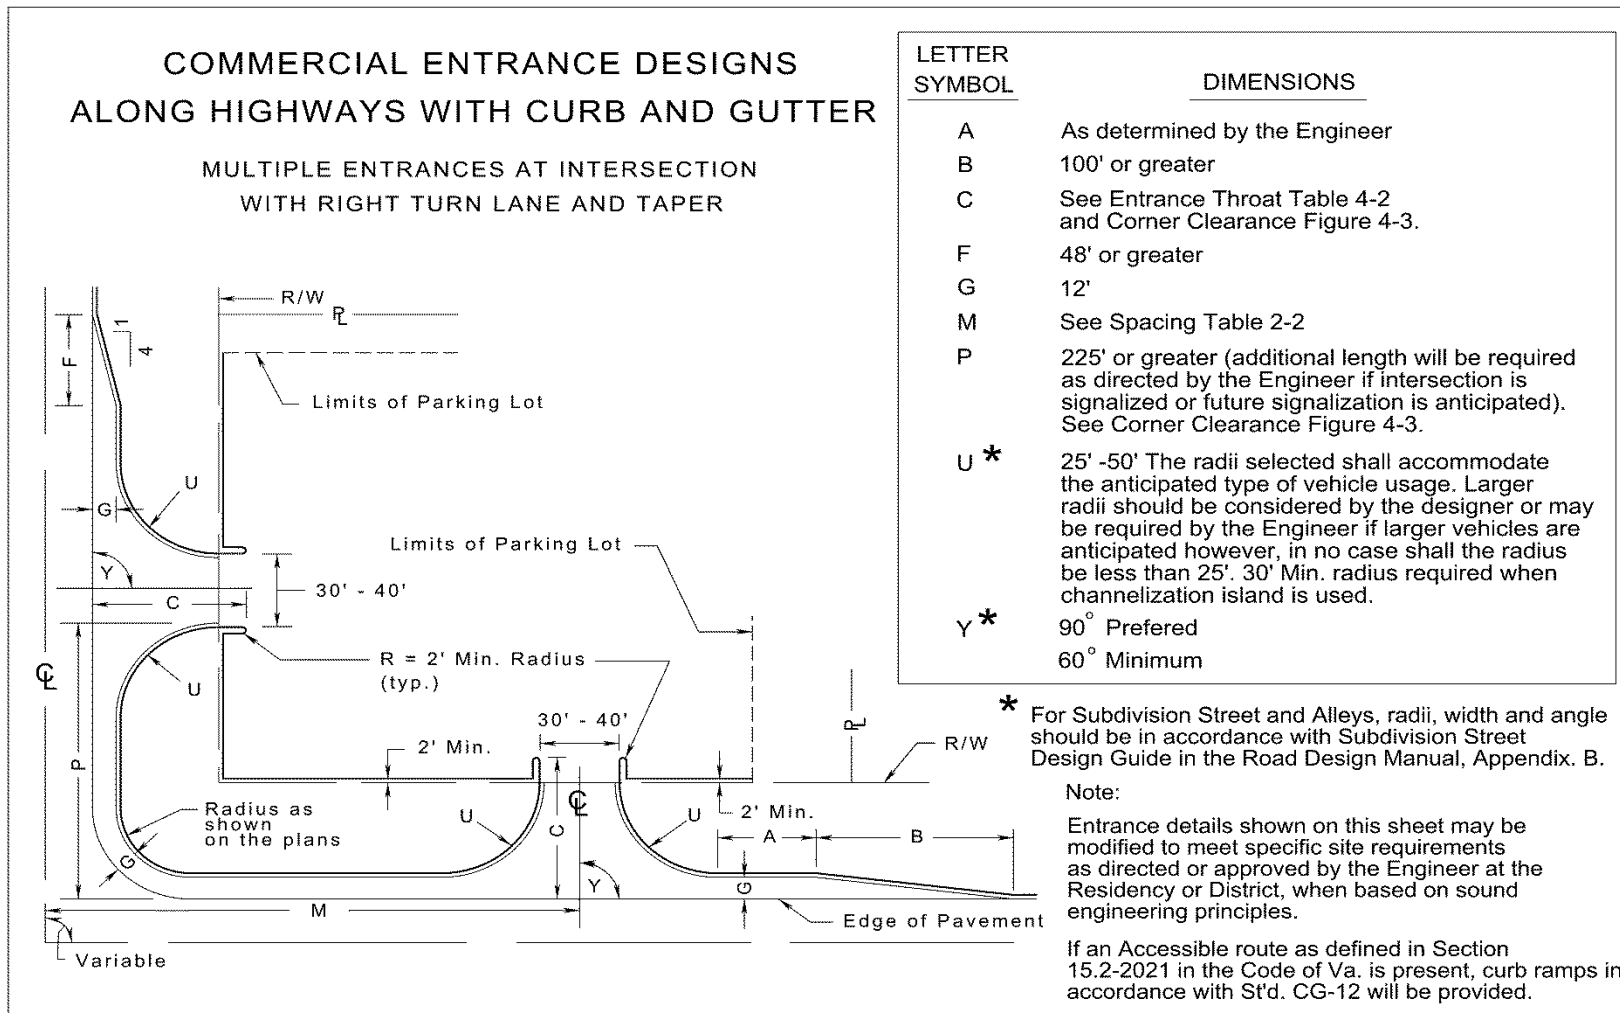 COMMERCIAL ENTRANCE DESIGNS
ALONG HIGHWAYS WITH CURB AND GUTTER
MULTIPLE ENTRANCES AT INTERSECTION
WITH RIGHT TURN LANE AND TAPER
LETTER
SYMBOL
DIMENSIONS
A As determined by the Engineer
B 100' or greater
C See Entrance Throat Table 4-2
and Corner Clearance Figure 4-3.
F 48' or greater
G 12'
M See Spacing Table 2-2
P 225' or greater (additional length will be required
as directed by the Engineer if intersection is
signalized or future signalization is anticipated).
See Corner Clearance Figure 4-3.
U * 25' -50' The radii selected shall accommodate
the anticipated type of vehicle usage. Larger
radii should be considered by the designer or may
be required by the Engineer if larger vehicles are
anticipated however, in no case shall the radius
be less than 25'. 30' Min. radius required when
channelization island is used.
Y * 90° Prefered
60° Minimum
* For Subdivision Street and Alleys, radii, width and angle
should be in accordance with Subdivision Street
Design Guide in the Road Design Manual, Appendix. B.
Note:
Entrance details shown on this sheet may be
modified to meet specific site requirements
as directed or approved by the Engineer at the
Residency or District, when based on sound
engineering principles.
If an Accessible route as defined in Section
15.2-2021 in the Code of Va. is present, curb ramps in
accordance with St'd. CG-12 will be provided.
R/W
PL
1
4
F
Limits of Parking Lot
U
G
Limits of Parking Lot
Y
30' - 40'
C
CL
R = 2' Min. Radius
(typ.)
U
30' - 40'
PL
R/W
2' Min.
P
CL
2' Min.
Radius as
shown
on the plans
U
C
U
A
B
G
Y
G
M
Edge of Pavement
Variable